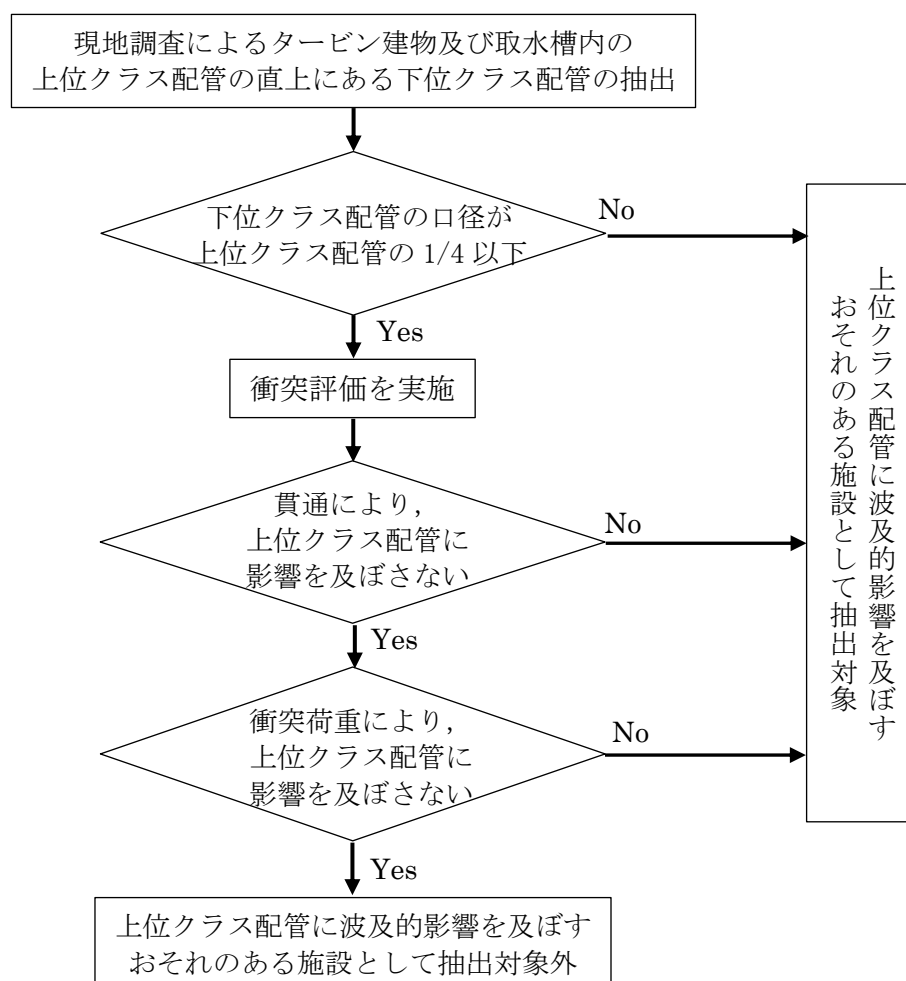 現地調査によるタービン建物及び取水槽内の
上位クラス配管の直上にある下位クラス配管の抽出
下位クラス配管の口径が
上位クラス配管の 1/4 以下
No
Yes
衝突評価を実施
貫通により，
上位クラス配管に
影響を及ぼさない
No
Yes
衝突荷重により，
上位クラス配管に
影響を及ぼさない
No
Yes
上位クラス配管に波及的影響を及ぼす
おそれのある施設として抽出対象外
上位クラス配管に波及的影響を及ぼす
おそれのある施設として抽出対象